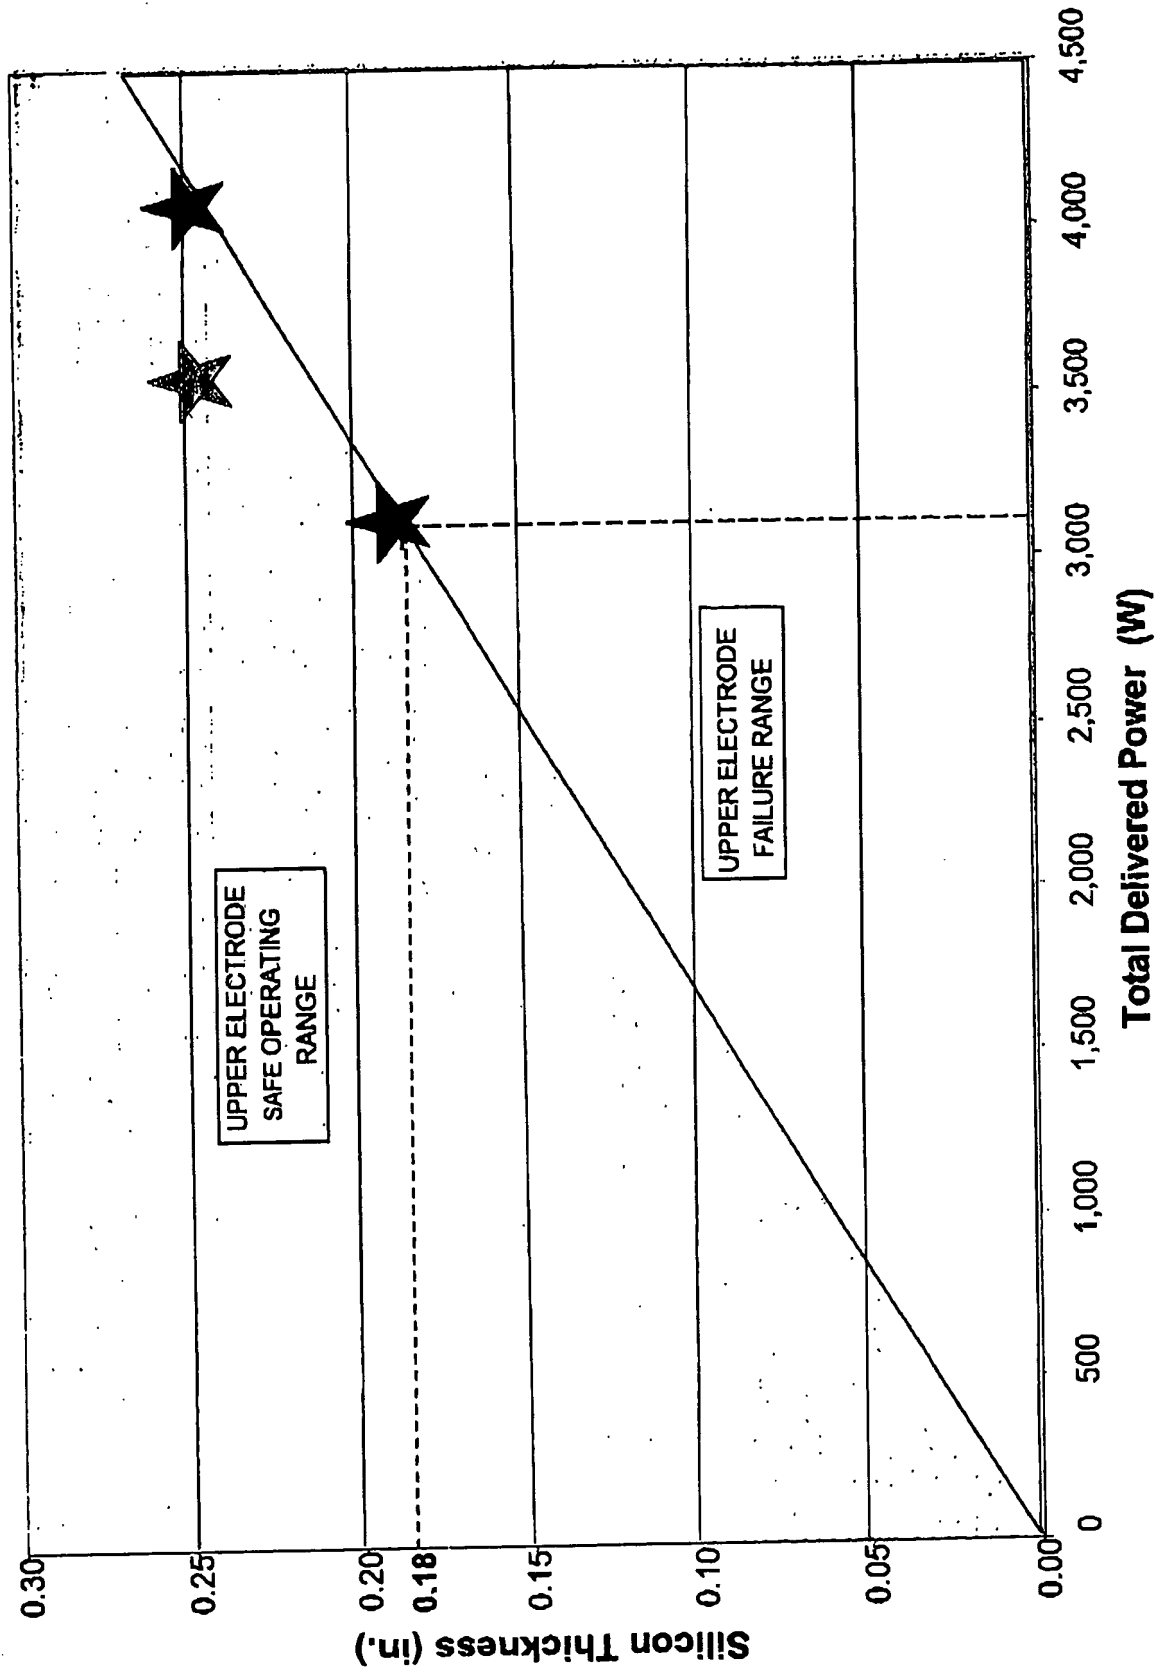 Silicon Thickness (in.)
0.30
0.25
0.20
0.18
0.15
0.10
0.05
0.00
UPPER ELECTRODE
SAFE OPERATING
RANGE
UPPER ELECTRODE
FAILURE RANGE
0
500
1,000
1,500
2,000
2,500
3,000
3,500
4,000
4,500
Total Delivered Power (W)